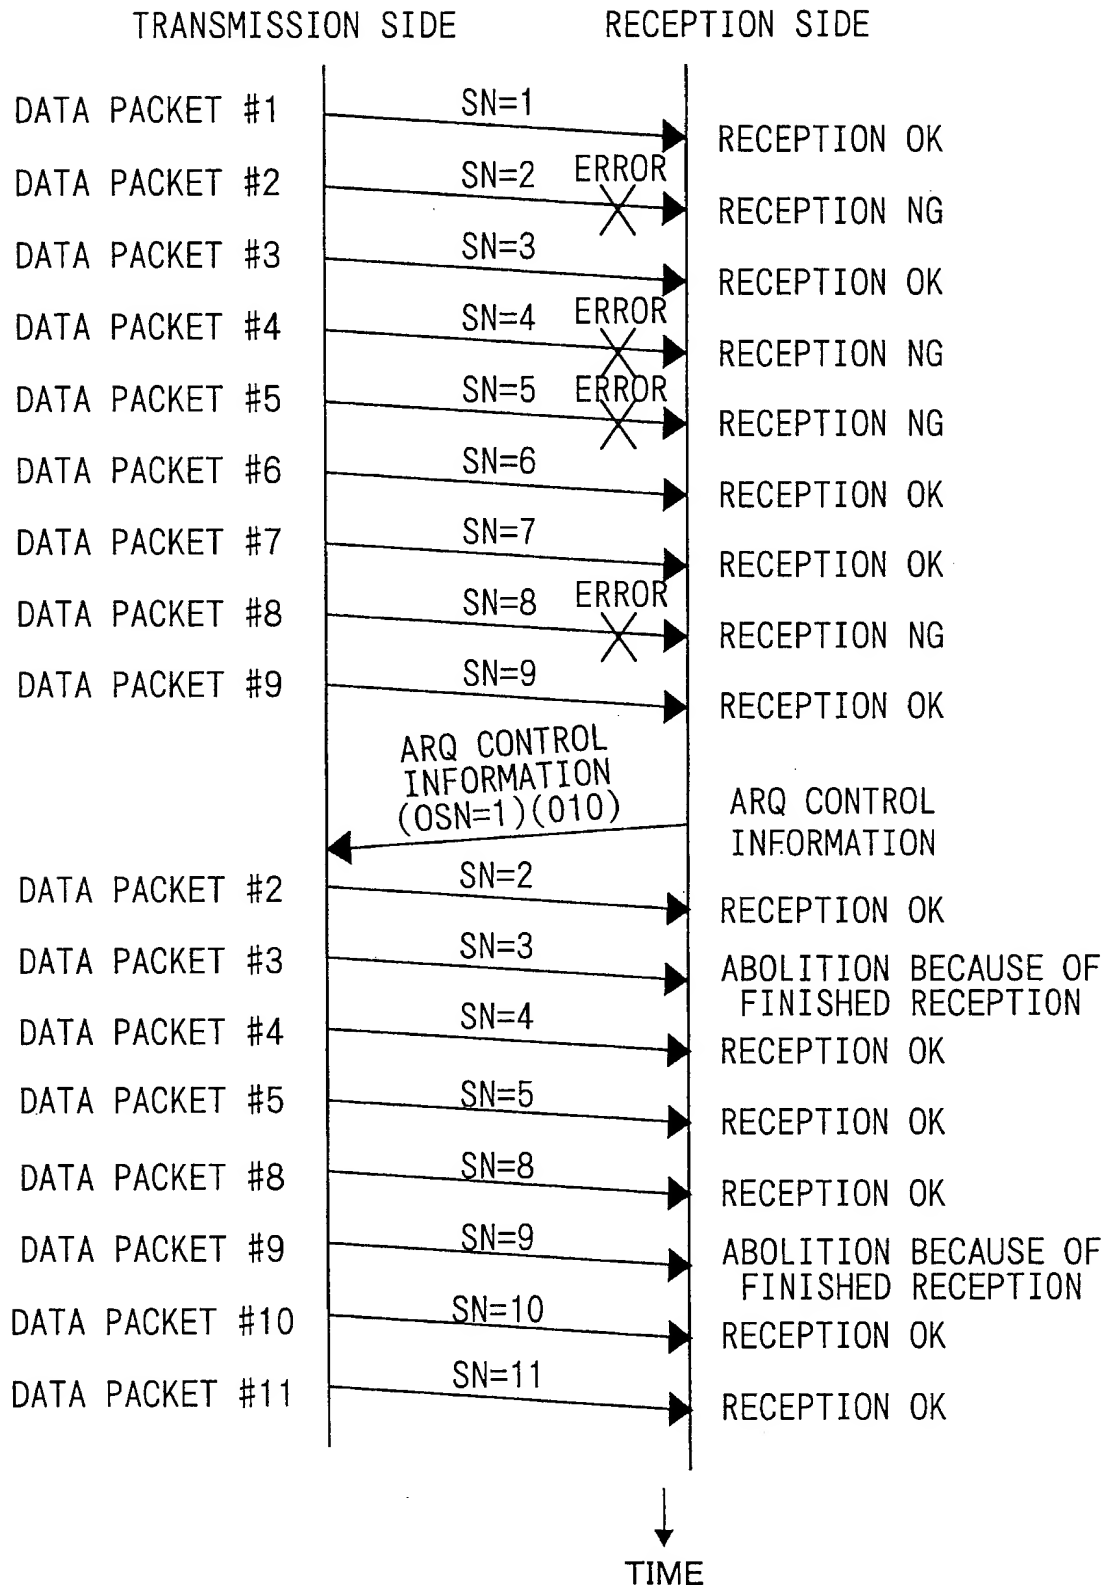 TRANSMISSION SIDE RECEPTION SIDE
DATA PACKET #1 SN=1 RECEPTION OK
DATA PACKET #2 SN=2 ERROR RECEPTION NG
DATA PACKET #3 SN=3 RECEPTION OK
DATA PACKET #4 SN=4 ERROR RECEPTION NG
DATA PACKET #5 SN=5 ERROR RECEPTION NG
DATA PACKET #6 SN=6 RECEPTION OK
DATA PACKET #7 SN=7 RECEPTION OK
DATA PACKET #8 SN=8 ERROR RECEPTION NG
DATA PACKET #9 SN=9 RECEPTION OK
ARQ CONTROL
INFORMATION
(OSN=1)(010)
ARQ CONTROL
INFORMATION
DATA PACKET #2 SN=2 RECEPTION OK
DATA PACKET #3 SN=3 ABOLITION BECAUSE OF
FINISHED RECEPTION
DATA PACKET #4 SN=4 RECEPTION OK
DATA PACKET #5 SN=5 RECEPTION OK
DATA PACKET #8 SN=8 RECEPTION OK
DATA PACKET #9 SN=9 ABOLITION BECAUSE OF
FINISHED RECEPTION
DATA PACKET #10 SN=10 RECEPTION OK
DATA PACKET #11 SN=11 RECEPTION OK
TIME